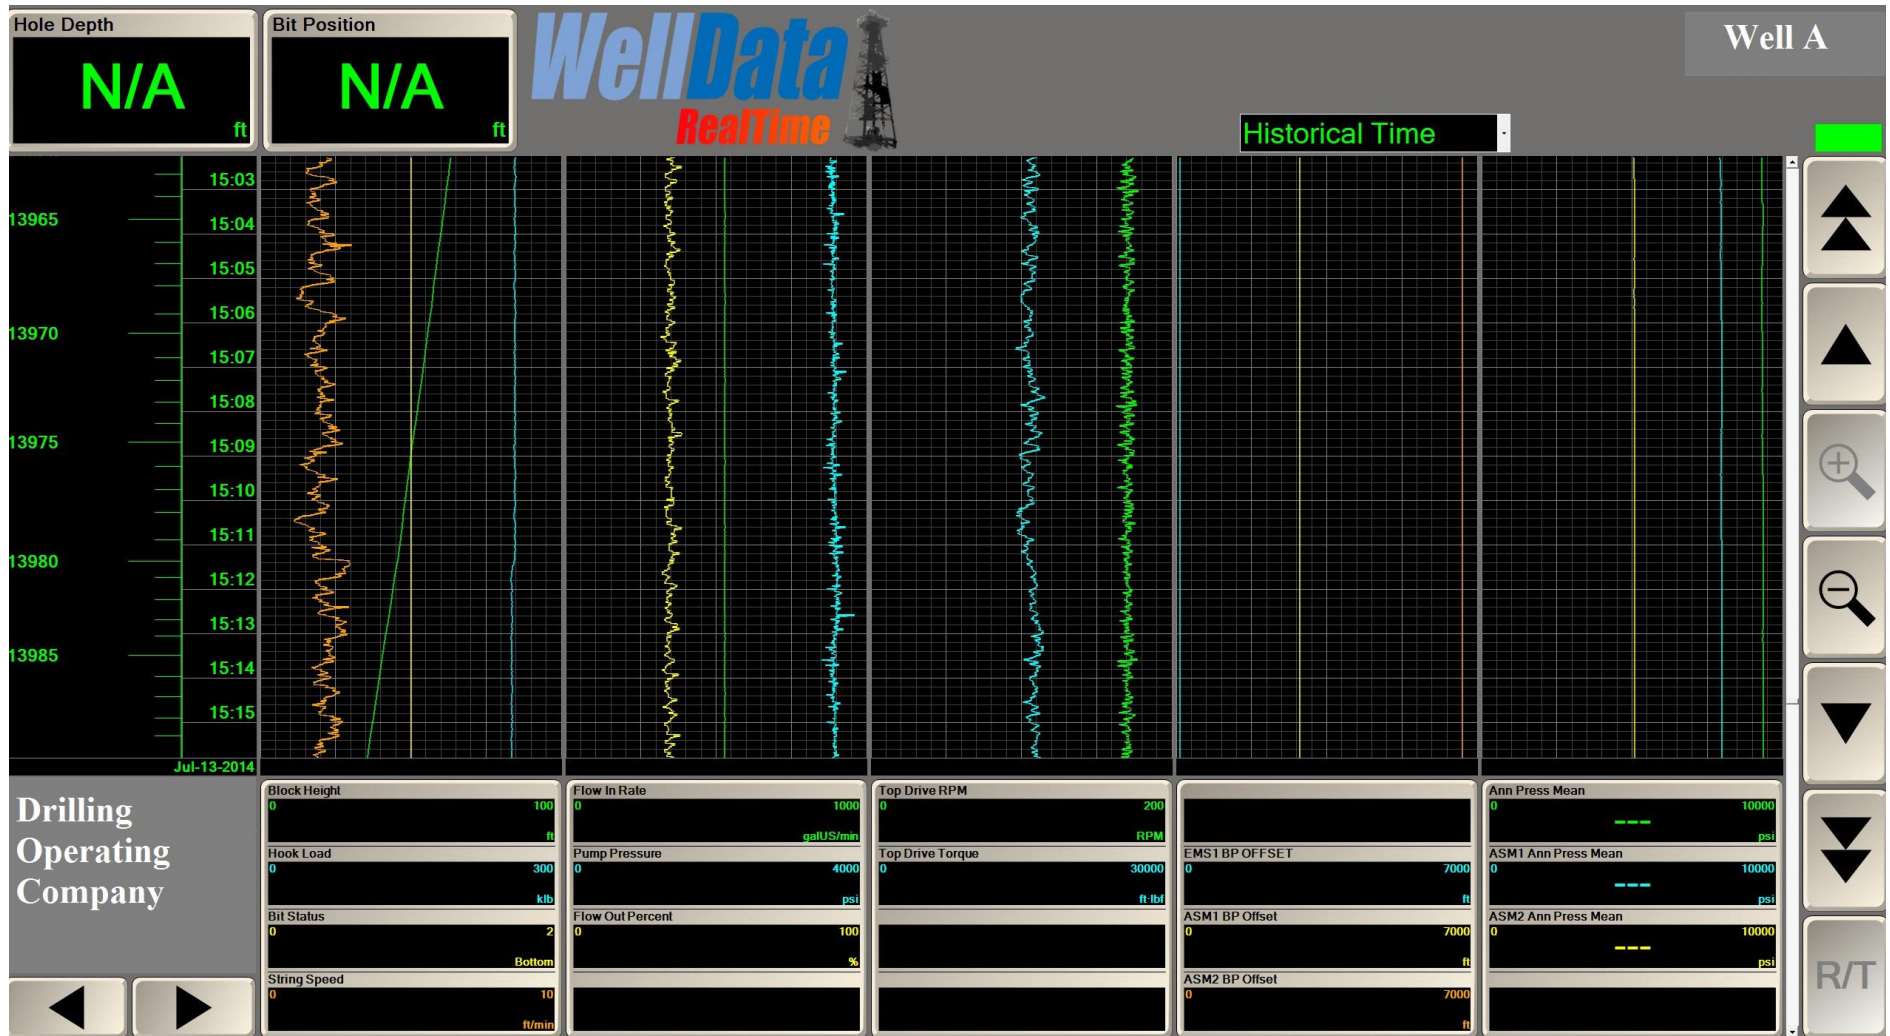 Hole Depth
N/A
ft
Bit Position
N/A
ft
WellData
RealTime
Well A
Historical Time
15:03
13965
15:04
15:05
15:06
13970
15:07
15:08
13975
15:09
15:10
15:11
13980
15:12
15:13
13985
15:14
15:15
Jul-13-2014
Drilling
Operating
Company
Block Height
0 100
ft
Hook Load
0 300
klb
Bit Status
0 2
Bottom
String Speed
0 10
ft/min
Flow In Rate
0 1000
galUS/min
Pump Pressure
0 4000
psi
Flow Out Percent
0 100
%
Top Drive RPM
0 200
RPM
Top Drive Torque
0 30000
ft-lbf
EMS1 BP OFFSET
0 7000
ft
ASM1 BP Offset
0 7000
ft
ASM2 BP Offset
0 7000
ft
Ann Press Mean
0 10000
---
psi
ASM1 Ann Press Mean
0 10000
---
psi
ASM2 Ann Press Mean
0 10000
---
psi
R/T